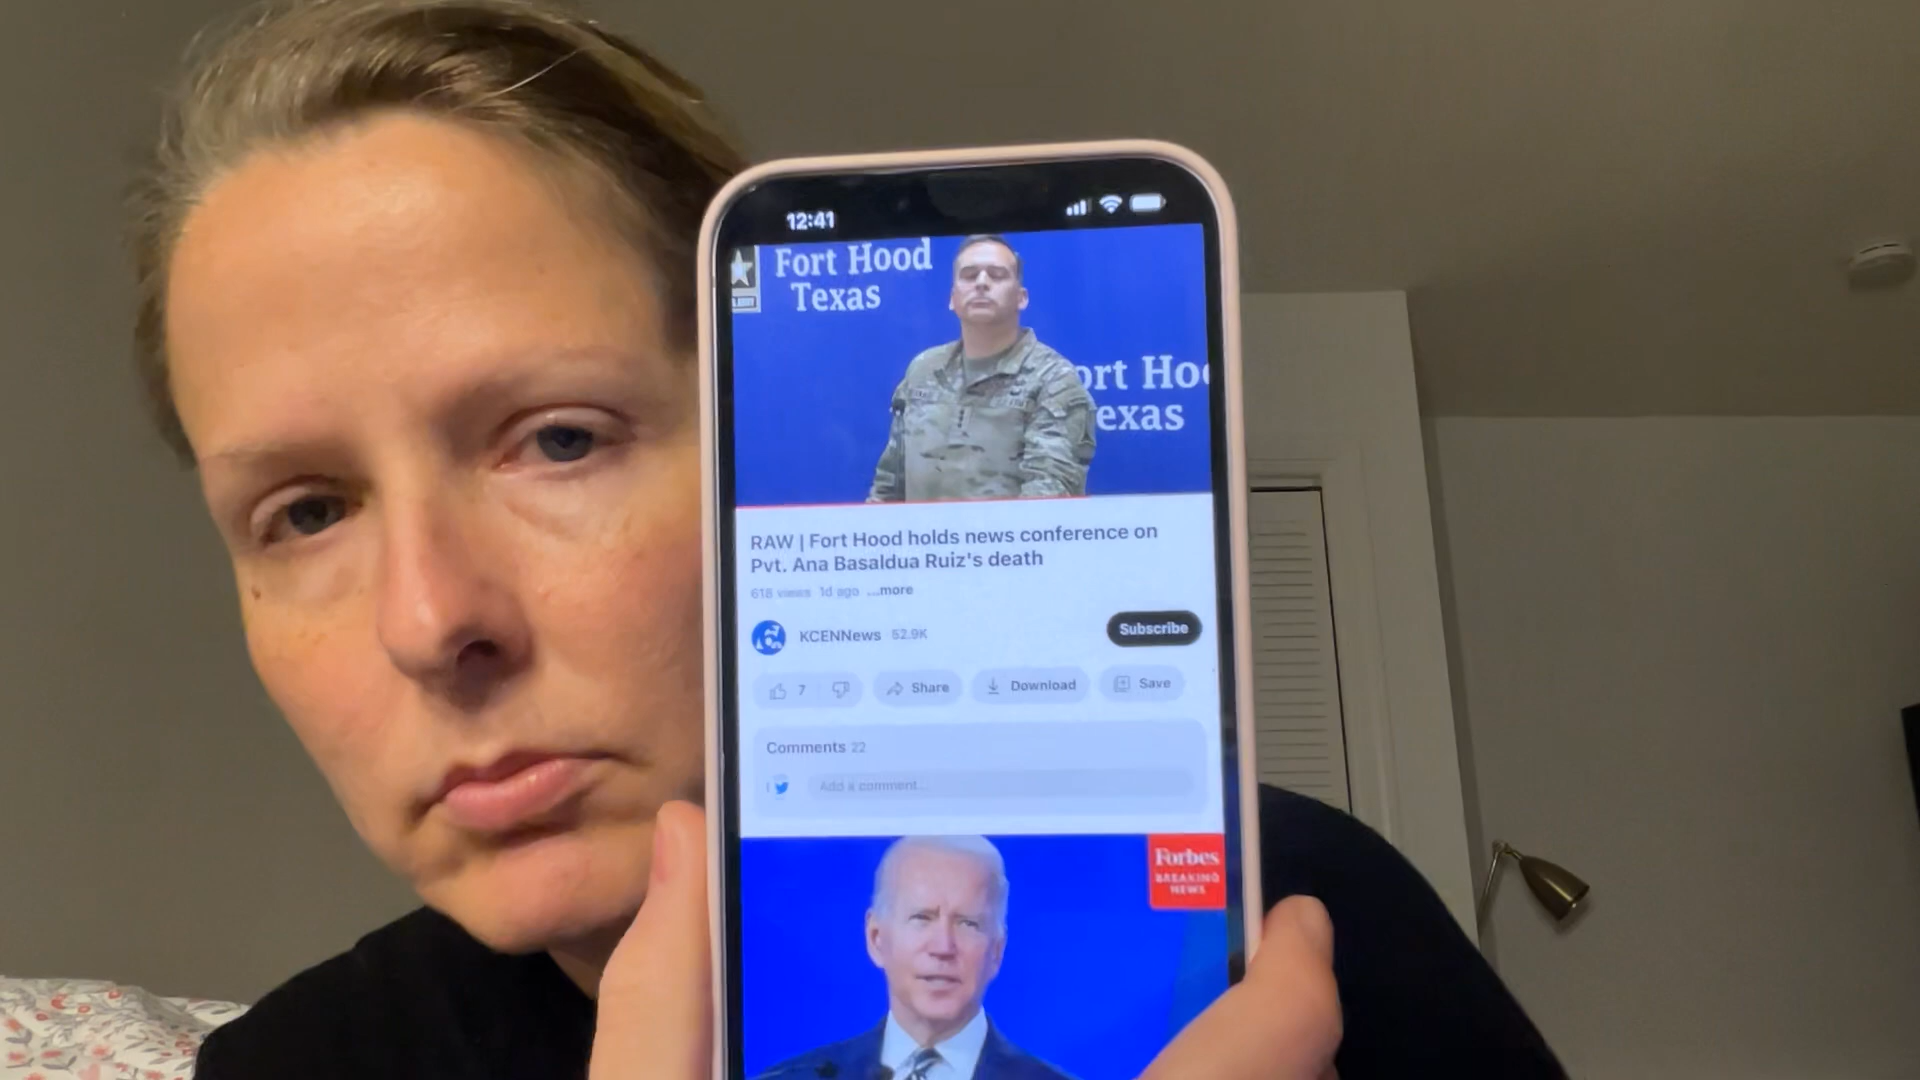 12:41
Fort Hood
Texas
ort Hoo
exas
RAW | Fort Hood holds news conference on
Pvt. Ana Basaldua Ruiz's death
618 views 1d ago ...more
KCENNews 52.9K
Subscribe
7
Share
Download
Save
Comments 22
Add a comment...
Forbes
BREAKING
NEWS